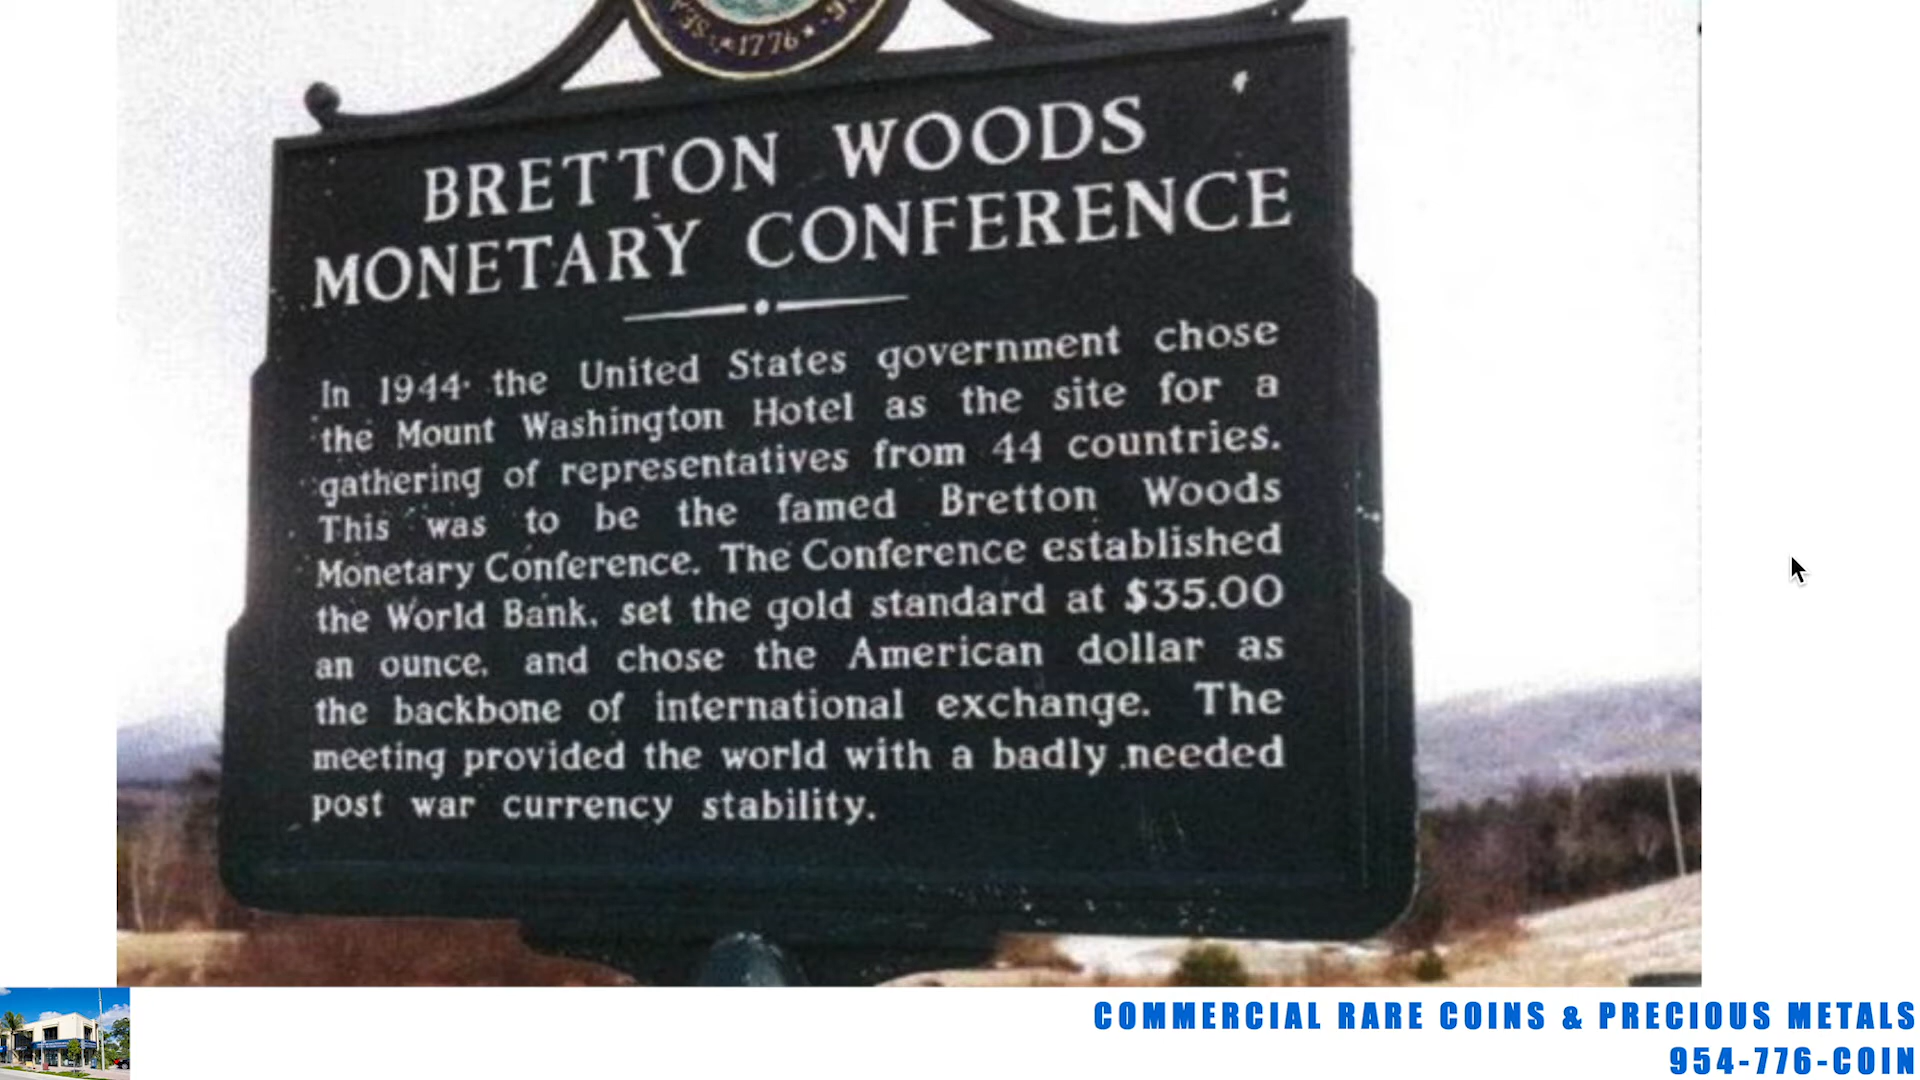 1776
BRETTON WOODS
MONETARY CONFERENCE
In 1944 the United States government chose
the Mount Washington Hotel as the site for a
gathering of representatives from 44 countries.
This was to be the famed Bretton Woods
Monetary Conference. The Conference established
the World Bank, set the gold standard at $35.00
an ounce, and chose the American dollar as
the backbone of international exchange. The
meeting provided the world with a badly needed
post war currency stability.
COMMERCIAL RARE COINS & PRECIOUS METALS
954-776-COIN